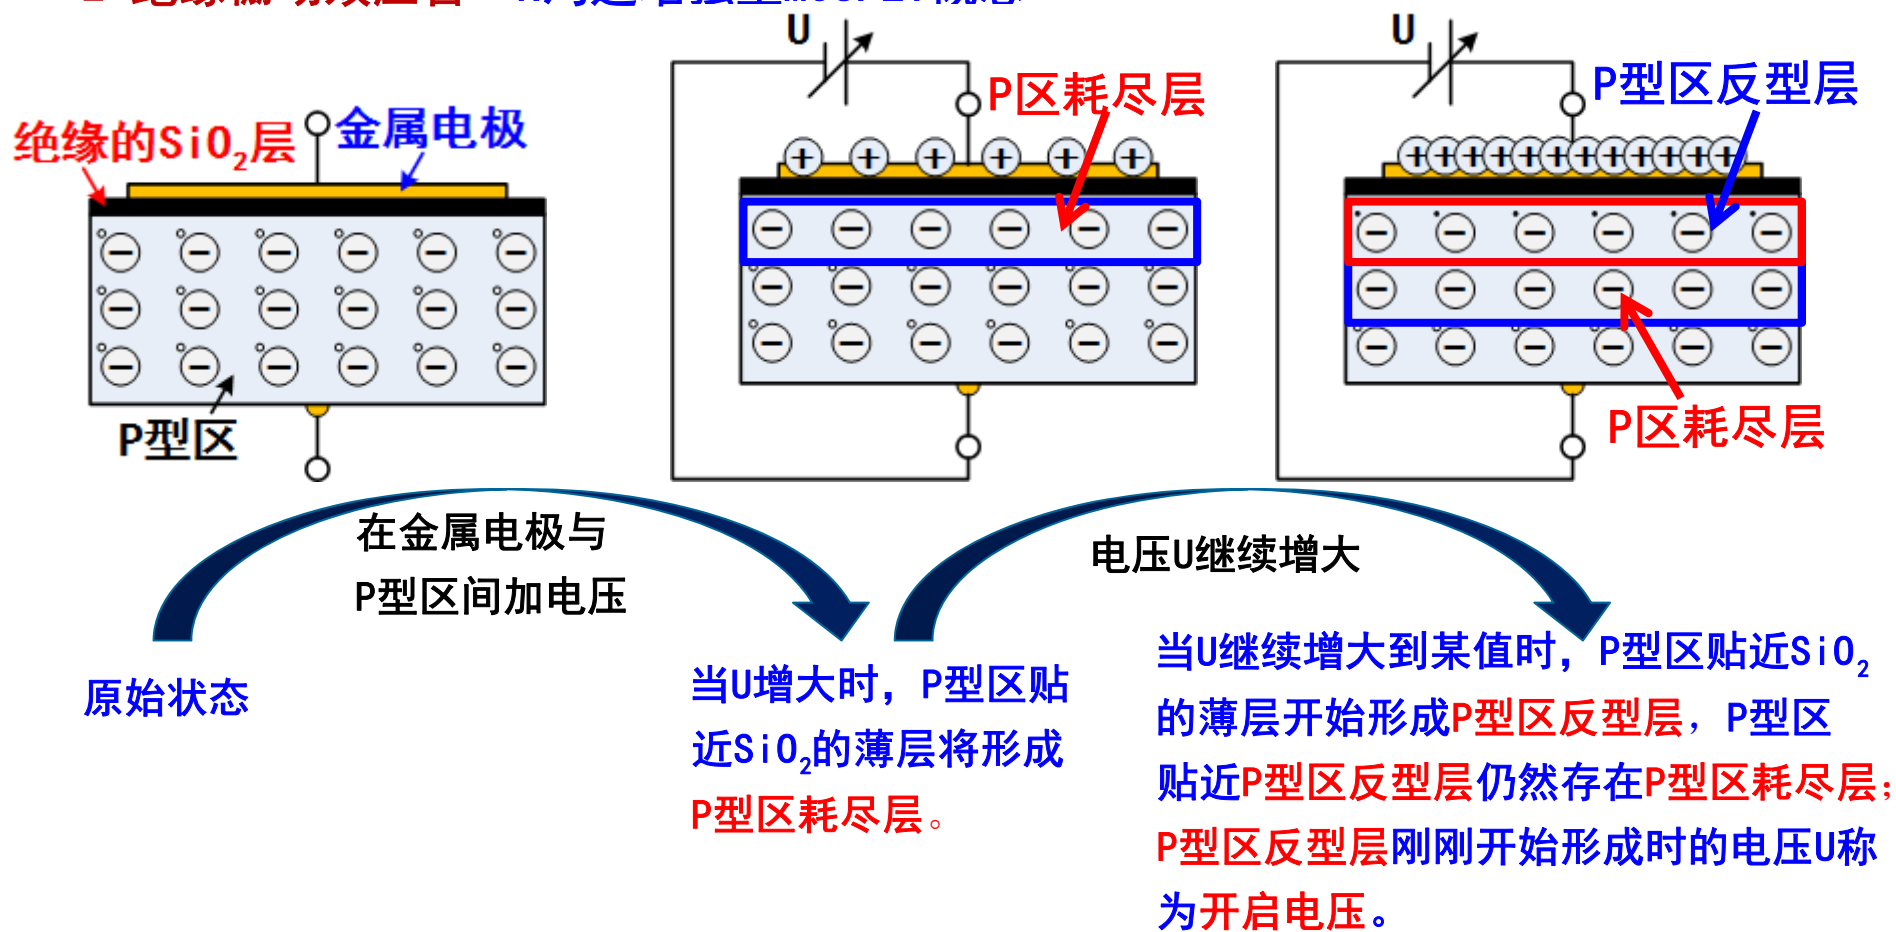 U
U
P区耗尽层
P型区反型层
绝缘的SiO₂层
金属电极
P型区
P区耗尽层
在金属电极与
P型区间加电压
电压U继续增大
原始状态
当U增大时，P型区贴
近SiO₂的薄层将形成
P型区耗尽层。
当U继续增大到某值时，P型区贴近SiO₂
的薄层开始形成P型区反型层，P型区
贴近P型区反型层仍然存在P型区耗尽层；
P型区反型层刚刚开始形成时的电压U称
为开启电压。